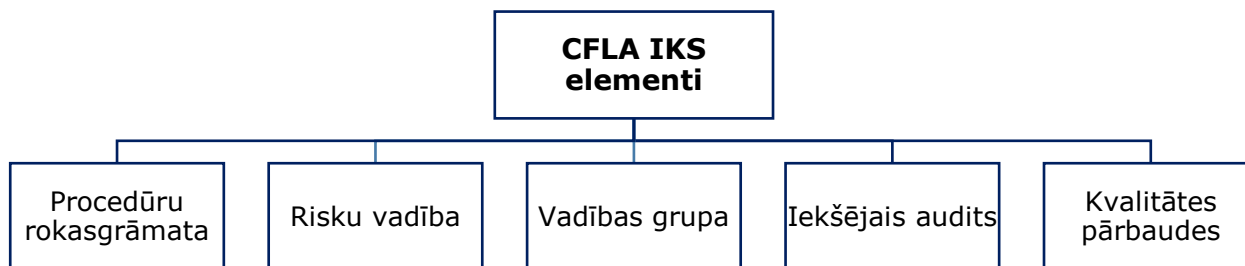 CFLA IKS
elementi
Procedūru
rokasgrāmata
Risku vadība
Vadības grupa
Iekšējais audits
Kvalitātes
pārbaudes